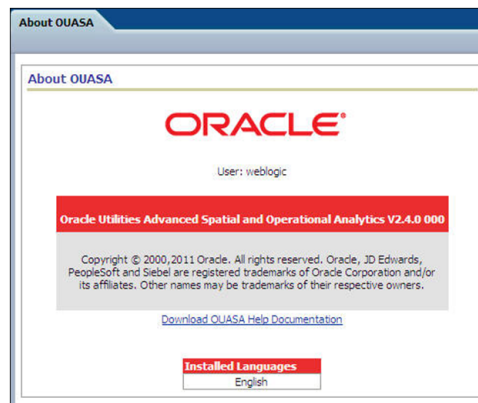 About OUASA
About OUASA
ORACLE®
User: weblogic
Oracle Utilities Advanced Spatial and Operational Analytics V2.4.0 000
Copyright © 2000,2011 Oracle. All rights reserved. Oracle, JD Edwards,
PeopleSoft and Siebel are registered trademarks of Oracle Corporation and/or
its affiliates. Other names may be trademarks of their respective owners.
Download OUASA Help Documentation
Installed Languages
English